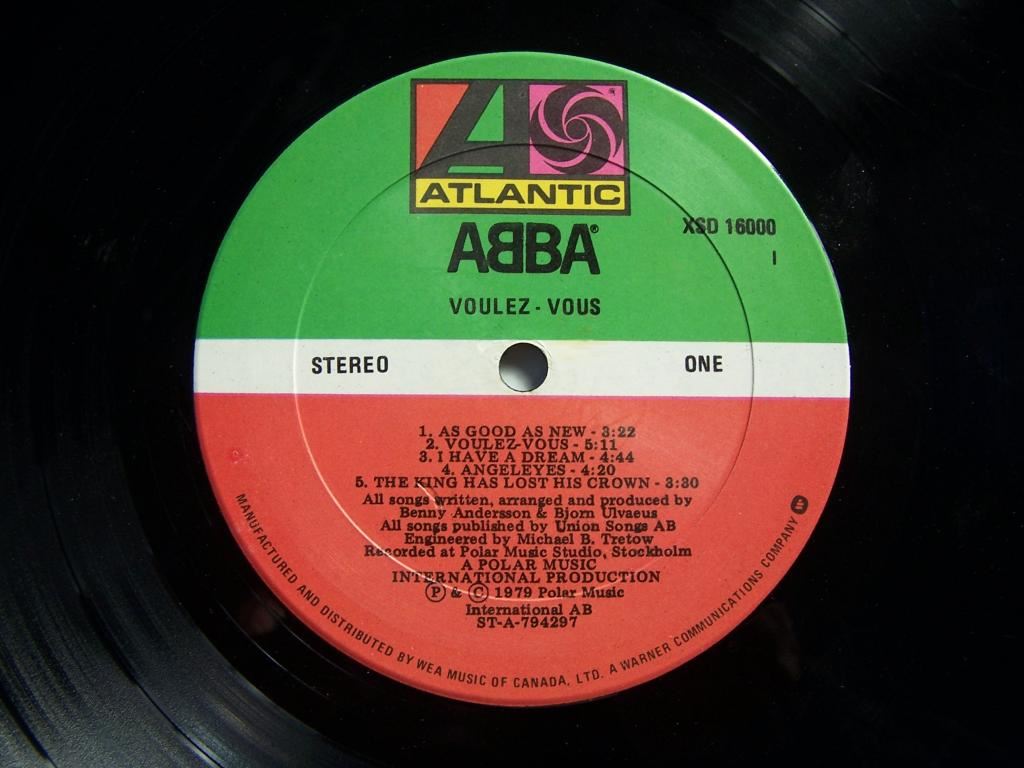 ATLANTIC
ABBA®
XSD 16000
I
VOULEZ-VOUS
STEREO
ONE
1. AS GOOD AS NEW - 3:22
2. VOULEZ-VOUS - 5:11
3. I HAVE A DREAM - 4:44
4. ANGELEYES - 4:20
5. THE KING HAS LOST HIS CROWN - 3:30
All songs written, arranged and produced by
Benny Andersson & Bjorn Ulvaeus
All songs published by Union Songs AB
Engineered by Michael B. Tretow
Recorded at Polar Music Studio, Stockholm
A POLAR MUSIC
INTERNATIONAL PRODUCTION
Ⓟ & © 1979 Polar Music
International AB
ST-A-794297
MANUFACTURED AND DISTRIBUTED BY WEA MUSIC OF CANADA, LTD. A WARNER COMMUNICATIONS COMPANY